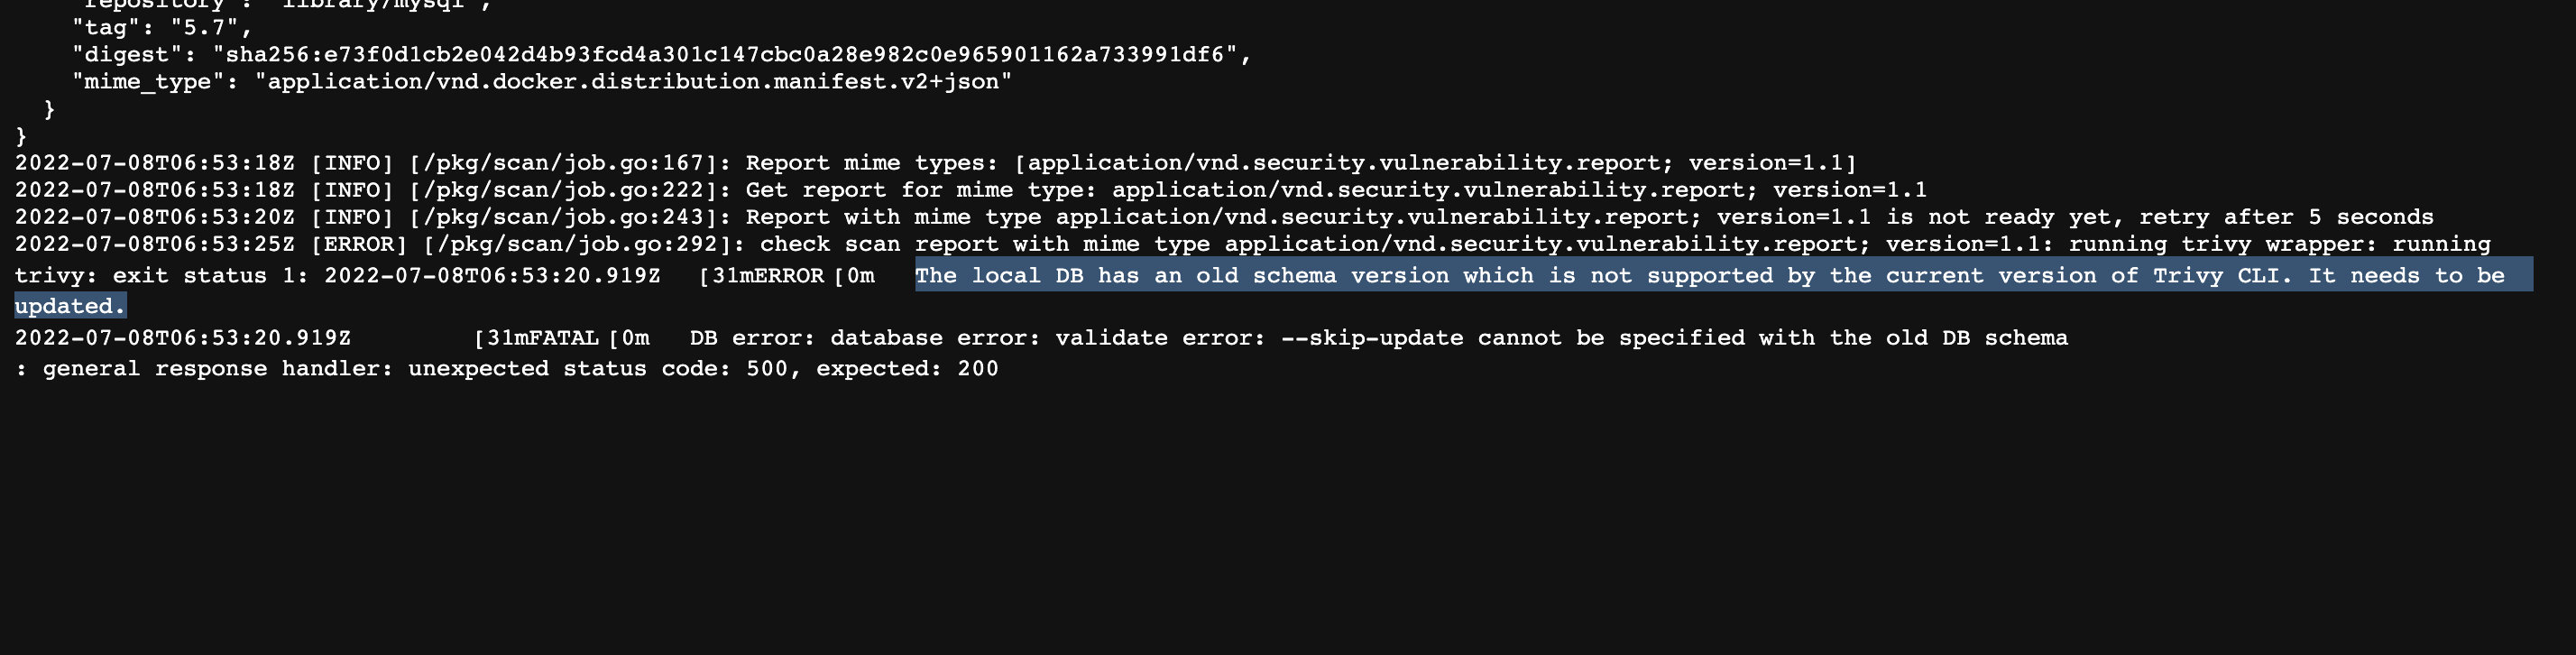 "repository": "library/mysql",
"tag": "5.7",
"digest": "sha256:e73f0d1cb2e042d4b93fcd4a301c147cbc0a28e982c0e965901162a733991df6",
"mime_type": "application/vnd.docker.distribution.manifest.v2+json"
}
}
2022-07-08T06:53:18Z [INFO] [/pkg/scan/job.go:167]: Report mime types: [application/vnd.security.vulnerability.report; version=1.1]
2022-07-08T06:53:18Z [INFO] [/pkg/scan/job.go:222]: Get report for mime type: application/vnd.security.vulnerability.report; version=1.1
2022-07-08T06:53:20Z [INFO] [/pkg/scan/job.go:243]: Report with mime type application/vnd.security.vulnerability.report; version=1.1 is not ready yet, retry after 5 seconds
2022-07-08T06:53:25Z [ERROR] [/pkg/scan/job.go:292]: check scan report with mime type application/vnd.security.vulnerability.report; version=1.1: running trivy wrapper: running
trivy: exit status 1: 2022-07-08T06:53:20.919Z [31mERROR[0m The local DB has an old schema version which is not supported by the current version of Trivy CLI. It needs to be
updated.
2022-07-08T06:53:20.919Z [31mFATAL[0m DB error: database error: validate error: --skip-update cannot be specified with the old DB schema
: general response handler: unexpected status code: 500, expected: 200